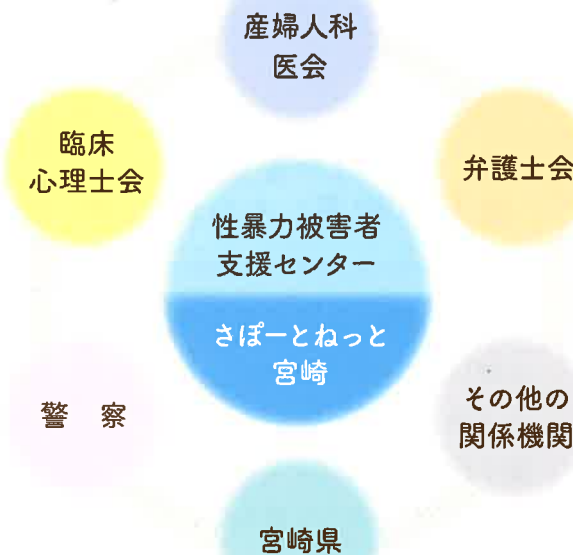 産婦人科
医会
臨床
心理士会
弁護士会
性暴力被害者
支援センター
さぽーとねっと
宮崎
警　察
その他の
関係機関
宮崎県